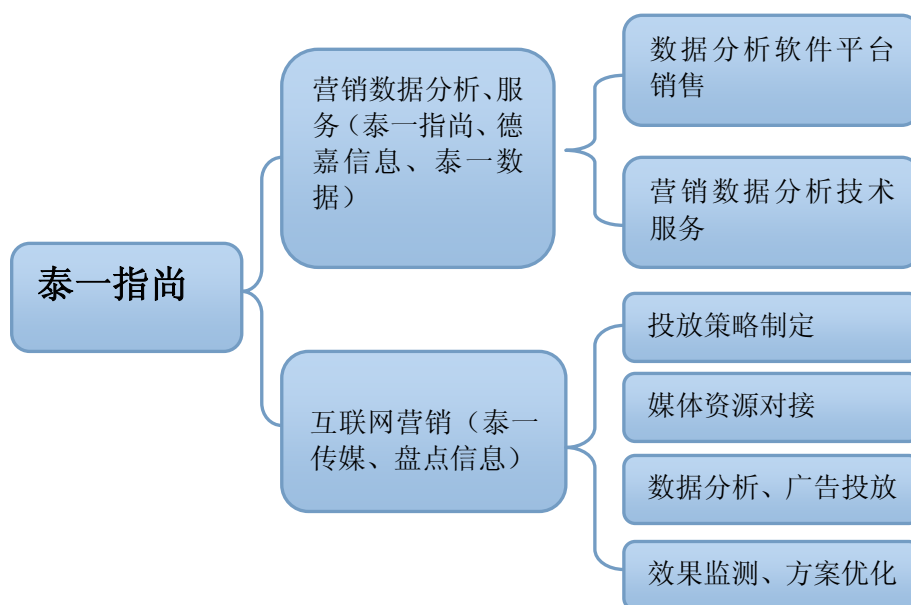 泰一指尚
营销数据分析、服
务（泰一指尚、德
嘉信息、泰一数
据）
数据分析软件平台
销售
营销数据分析技术
服务
互联网营销（泰一
传媒、盘点信息）
投放策略制定
媒体资源对接
数据分析、广告投放
效果监测、方案优化